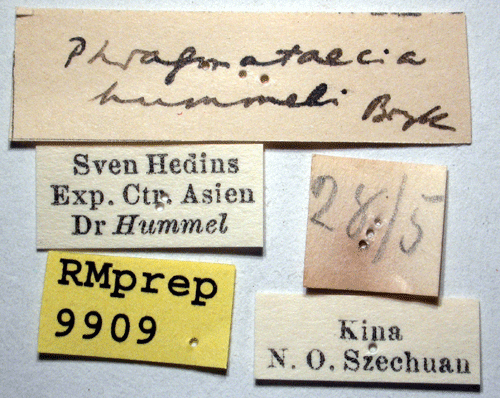 Phragmataecia
hummeli Bryk
Sven Hedins
Exp. Ctr. Asien
Dr Hummel
28/5
RMprep
9909
Kina
N. O. Szechuan